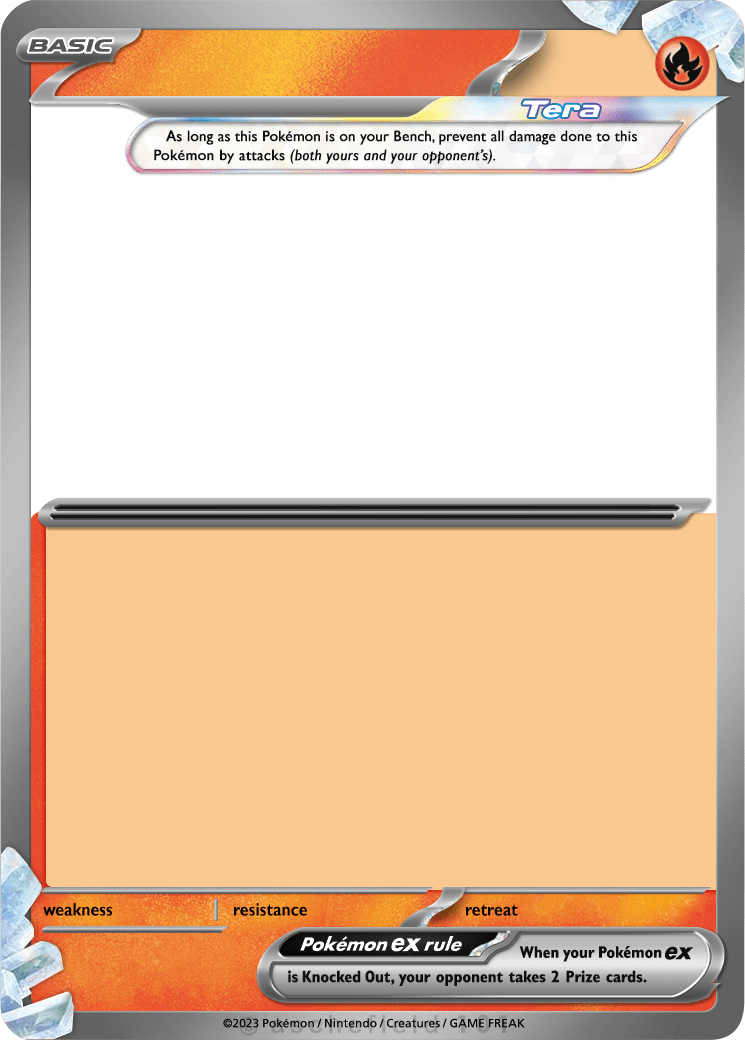 BASIC
Tera
As long as this Pokémon is on your Bench, prevent all damage done to this
Pokémon by attacks (both yours and your opponent's).
weakness
resistance
retreat
Pokémon ex rule
When your Pokémon ex
is Knocked Out, your opponent takes 2 Prize cards.
©2023 Pokémon / Nintendo / Creatures / GAME FREAK